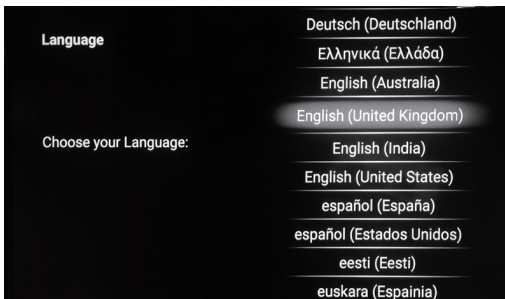 Language
Choose your Language:
Deutsch (Deutschland)
Ελληνικά (Ελλάδα)
English (Australia)
English (United Kingdom)
English (India)
English (United States)
español (España)
español (Estados Unidos)
eesti (Eesti)
euskara (Espainia)